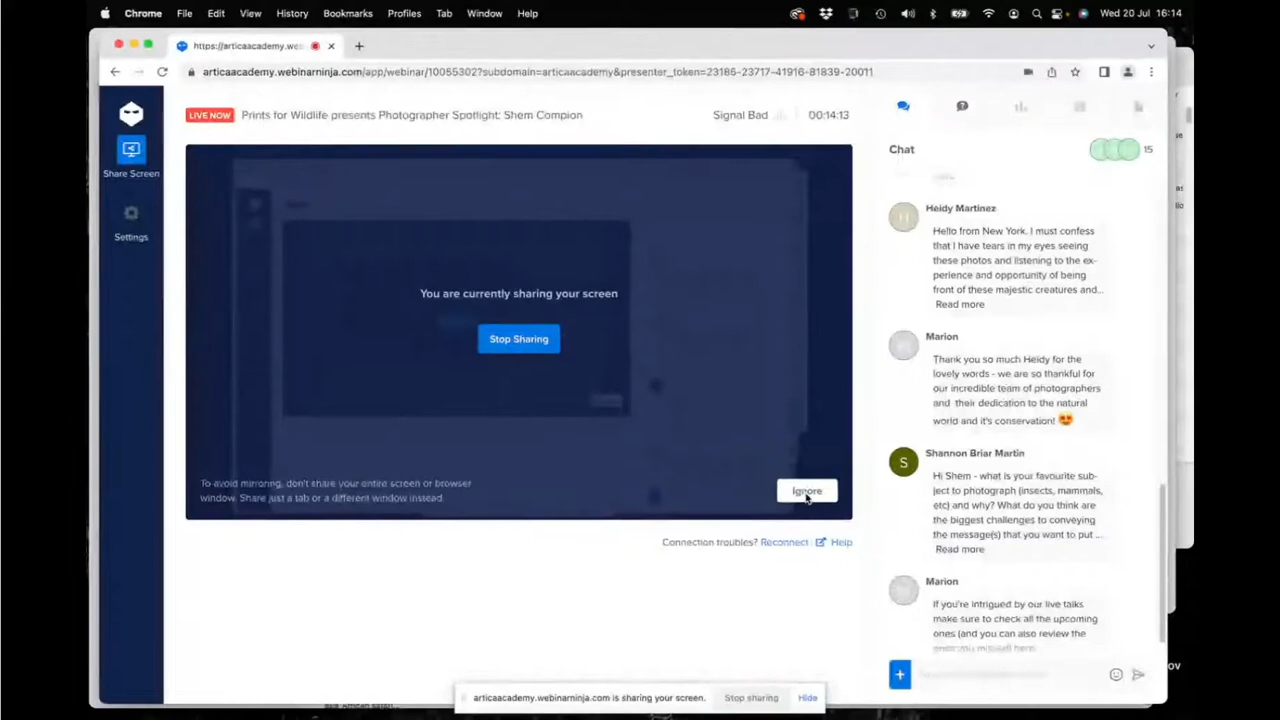 Chrome File Edit View History Bookmarks Profiles Tab Window Help
Wed 20 Jul 16:14
https://articaacademy.we
articaacademy.webinarninja.com/app/webinar/10055302?subdomain=articaacademy&presenter_token=23186-23717-41916-81839-20011
LIVE NOW Prints for Wildlife presents Photographer Spotlight: Shem Compion
Signal Bad 00:14:13
Share Screen
Settings
You are currently sharing your screen
Stop Sharing
To avoid mirroring, don't share your entire screen or browser
window. Share just a tab or a different window instead
Ignore
Connection troubles? Reconnect Help
Chat
15
H
Heidy Martinez
Hello from New York. I must confess
that I have tears in my eyes seeing
these photos and listening to the ex-
perience and opportunity of being
front of these majestic creatures and...
Read more
Marion
Thank you so much Heidy for the
lovely words - we are so thankful for
our incredible team of photographers
and their dedication to the natural
world and it's conservation! 😍
S
Shannon Briar Martin
Hi Shem - what is your favourite sub-
ject to photograph (insects, mammals,
etc) and why? What do you think are
the biggest challenges to conveying
the message(s) that you want to put ...
Read more
Marion
If you're intrigued by our live talks
make sure to check all the upcoming
ones (and you can also review the
ones you missed) here
articaacademy.webinarninja.com is sharing your screen. Stop sharing Hide